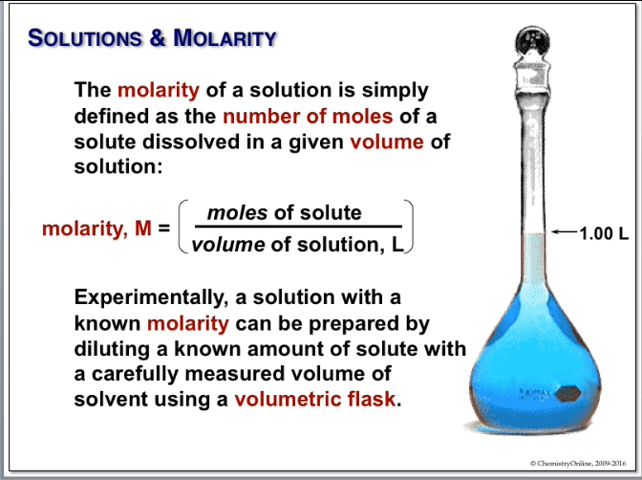 SOLUTIONS & MOLARITY
The molarity of a solution is simply
defined as the number of moles of a
solute dissolved in a given volume of
solution:
moles of solute
molarity, M =
volume of solution, L
1.00 L
Experimentally, a solution with a
known molarity can be prepared by
diluting a known amount of solute with
a carefully measured volume of
solvent using a volumetric flask.
KIMAX
© ChemistryOnline, 2009-2016